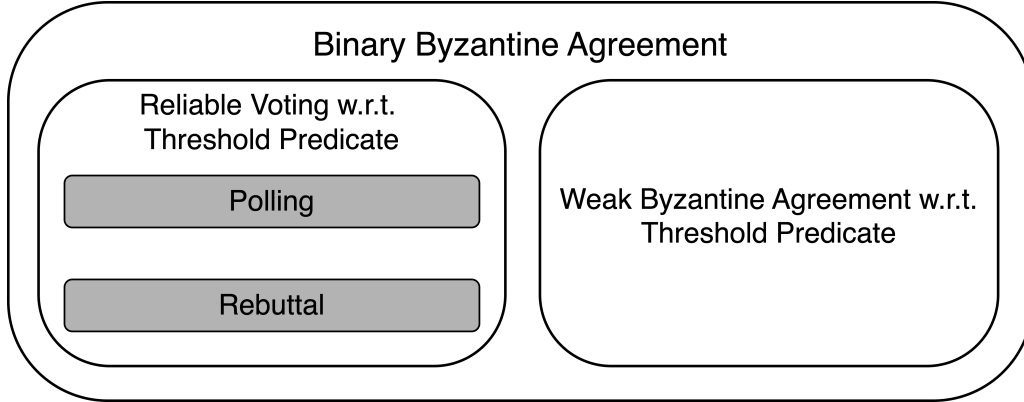 Binary Byzantine Agreement
Reliable Voting w.r.t.
Threshold Predicate
Polling
Rebuttal
Weak Byzantine Agreement w.r.t.
Threshold Predicate